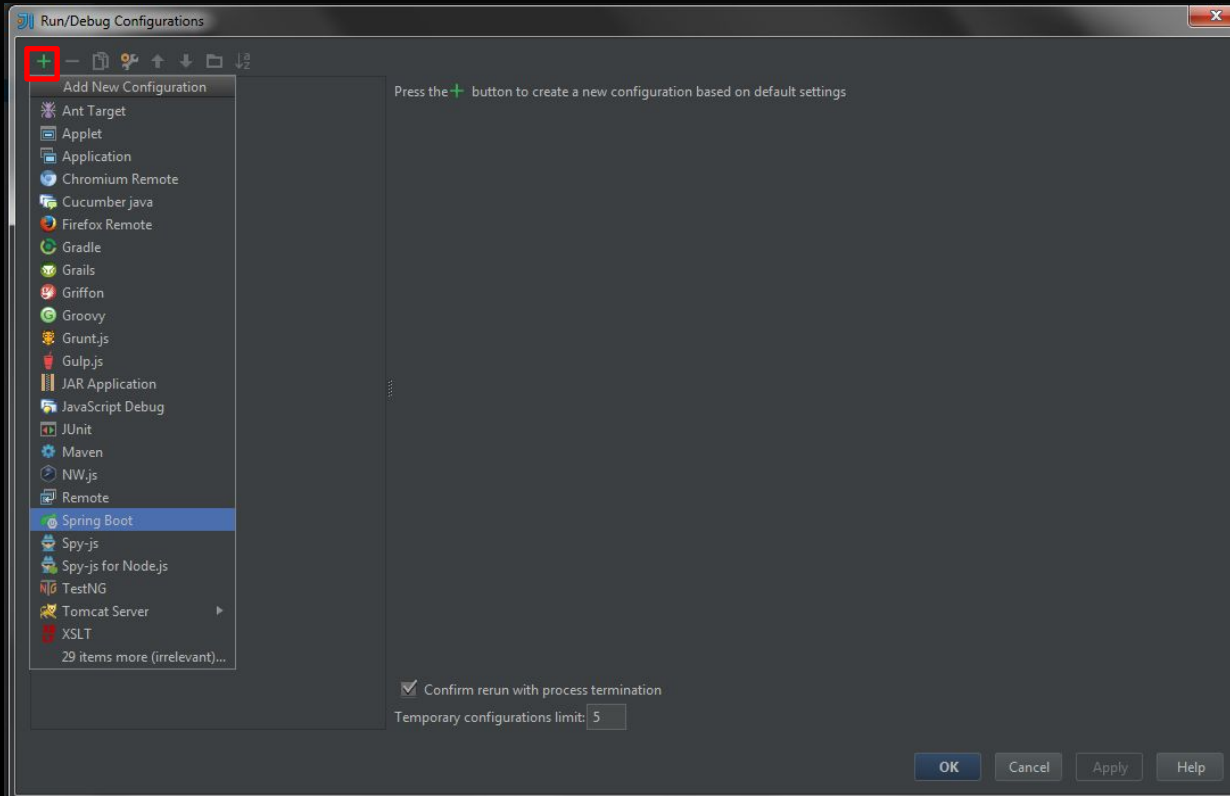 Run/Debug Configurations
Add New Configuration
Press the + button to create a new configuration based on default settings
Ant Target
Applet
Application
Chromium Remote
Cucumber java
Firefox Remote
Gradle
Grails
Griffon
Groovy
Grunt.js
Gulp.js
JAR Application
JavaScript Debug
JUnit
Maven
NW.js
Remote
Spring Boot
Spy-js
Spy-js for Node.js
TestNG
Tomcat Server
XSLT
29 items more (irrelevant)...
Confirm rerun with process termination
Temporary configurations limit: 5
OK Cancel Apply Help